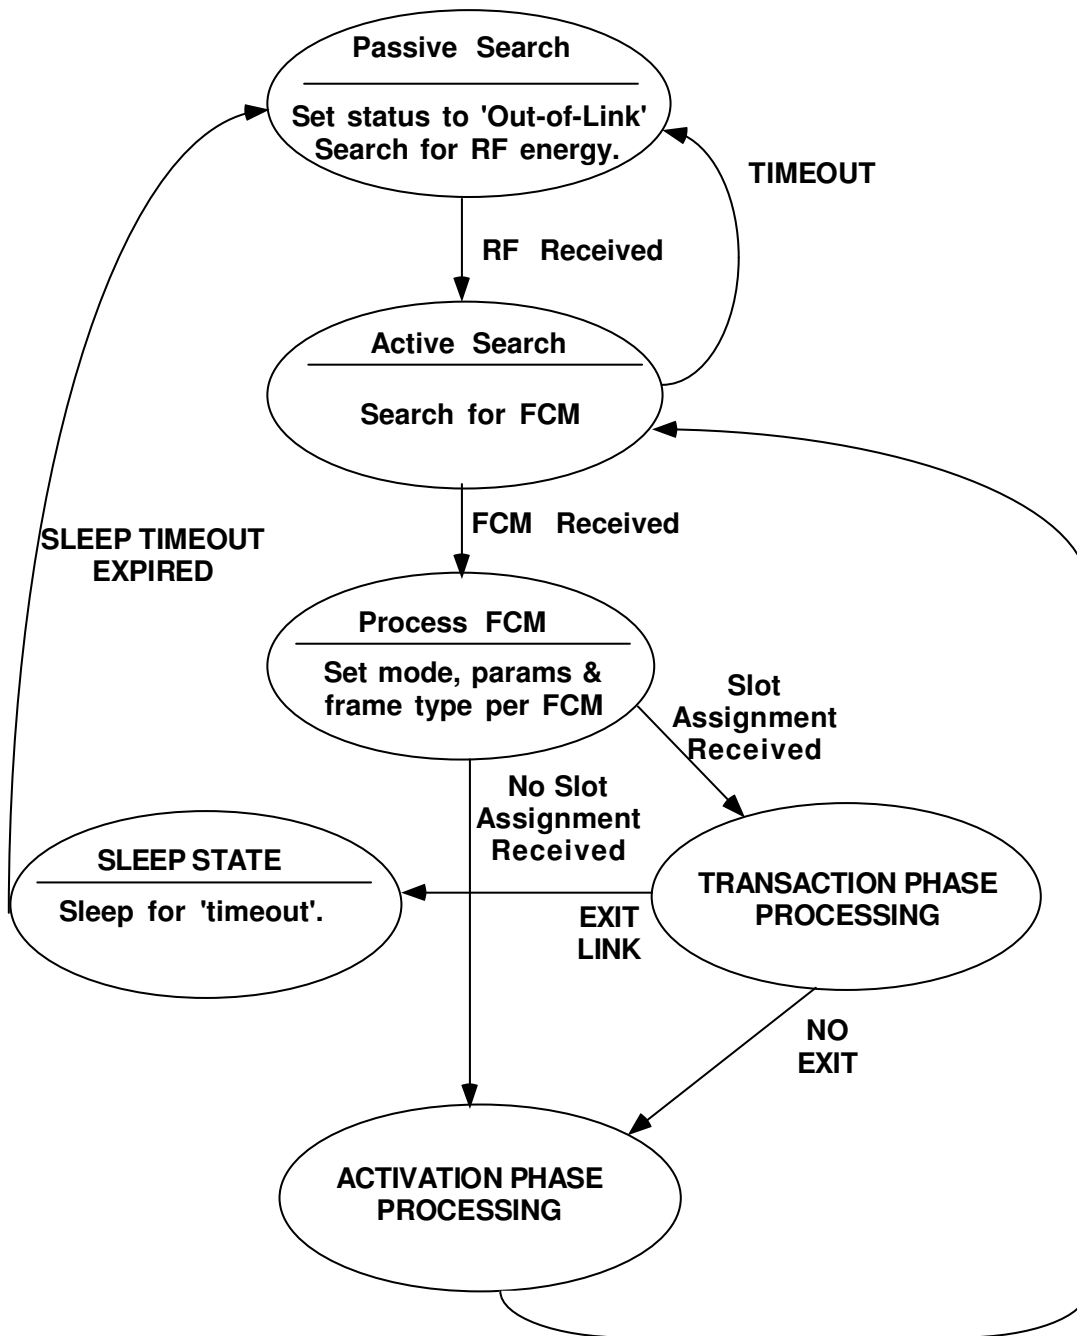 Passive Search
Set status to 'Out-of-Link'
Search for RF energy.
TIMEOUT
RF Received
Active Search
Search for FCM
FCM Received
SLEEP TIMEOUT
EXPIRED
Process FCM
Set mode, params &
frame type per FCM
Slot
Assignment
Received
No Slot
Assignment
Received
SLEEP STATE
Sleep for 'timeout'.
TRANSACTION PHASE
PROCESSING
EXIT
LINK
NO
EXIT
ACTIVATION PHASE
PROCESSING